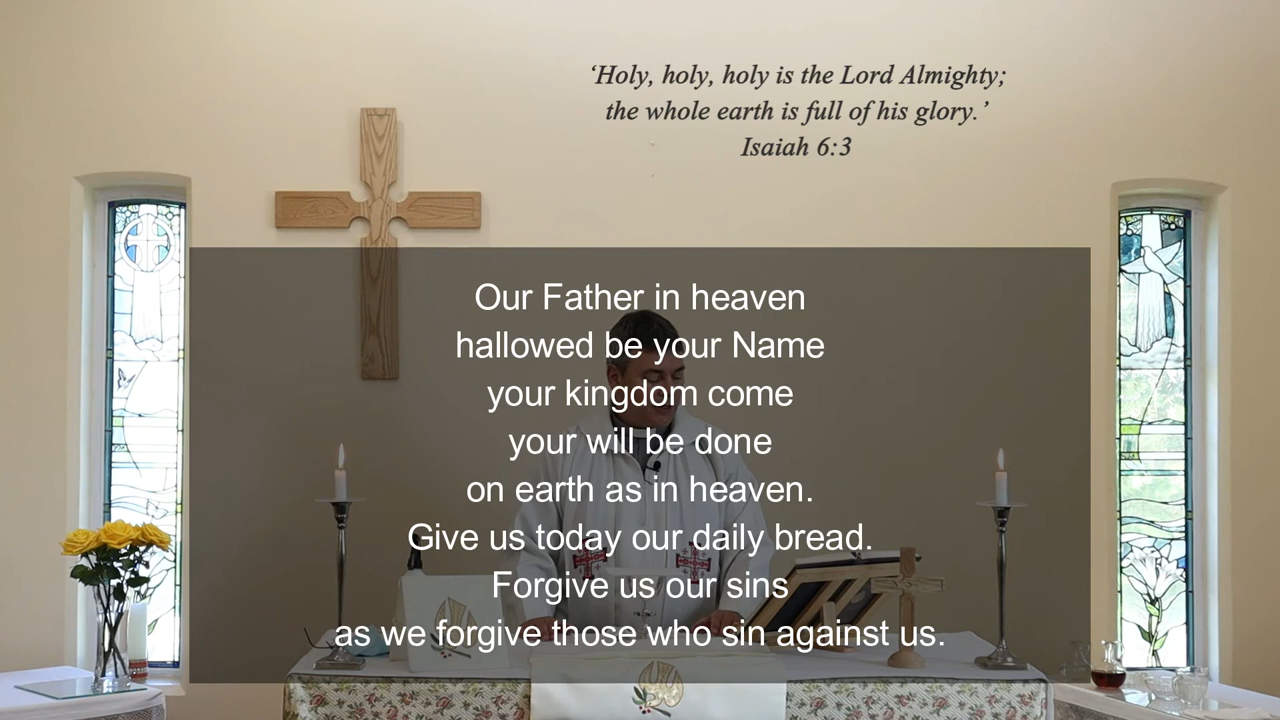 ‘Holy, holy, holy is the Lord Almighty;
the whole earth is full of his glory.’
Isaiah 6:3
Our Father in heaven
hallowed be your Name
your kingdom come
your will be done
on earth as in heaven.
Give us today our daily bread.
Forgive us our sins
as we forgive those who sin against us.